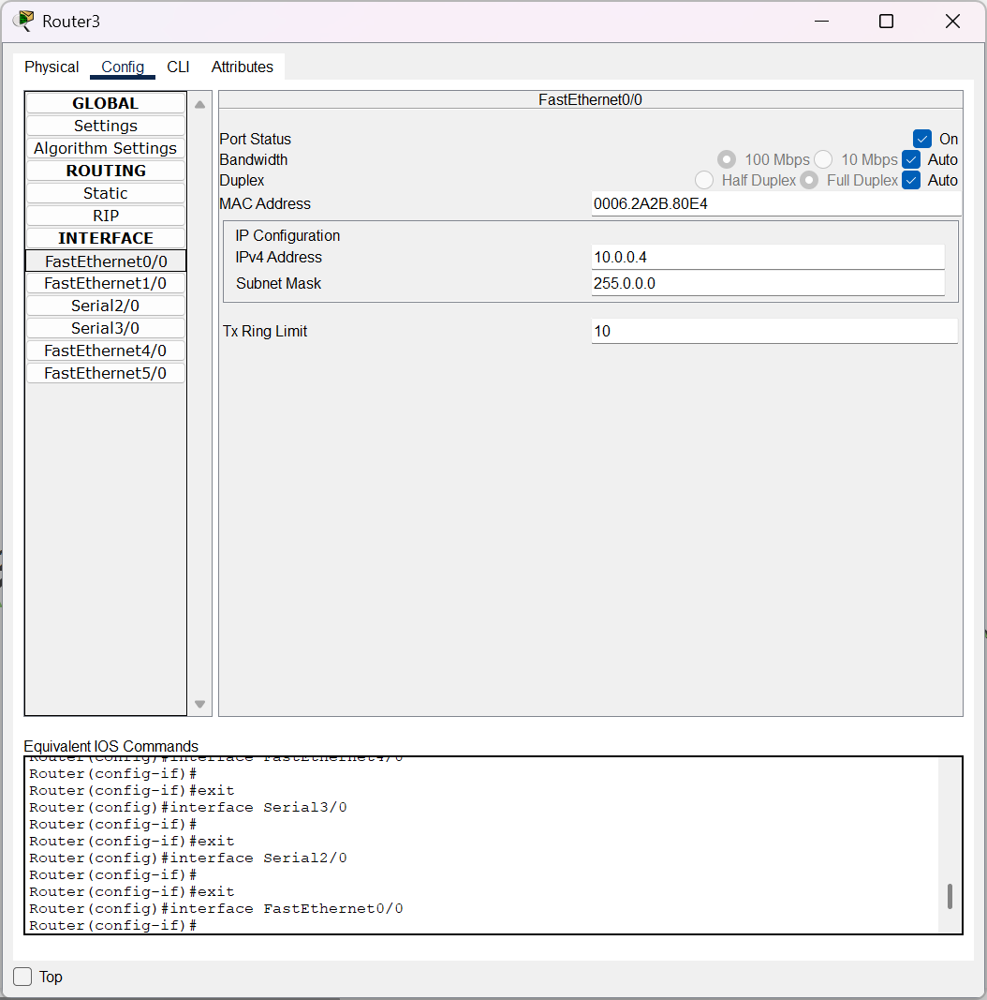 Router3
Physical Config CLI Attributes
GLOBAL
Settings
Algorithm Settings
ROUTING
Static
RIP
INTERFACE
FastEthernet0/0
FastEthernet1/0
Serial2/0
Serial3/0
FastEthernet4/0
FastEthernet5/0
FastEthernet0/0
Port Status On
Bandwidth 100 Mbps 10 Mbps Auto
Duplex Half Duplex Full Duplex Auto
MAC Address 0006.2A2B.80E4
IP Configuration
IPv4 Address 10.0.0.4
Subnet Mask 255.0.0.0
Tx Ring Limit 10
Equivalent IOS Commands
Router(config)#interface FastEthernet4/0
Router(config-if)#
Router(config-if)#exit
Router(config)#interface Serial3/0
Router(config-if)#
Router(config-if)#exit
Router(config)#interface Serial2/0
Router(config-if)#
Router(config-if)#exit
Router(config)#interface FastEthernet0/0
Router(config-if)#
Top